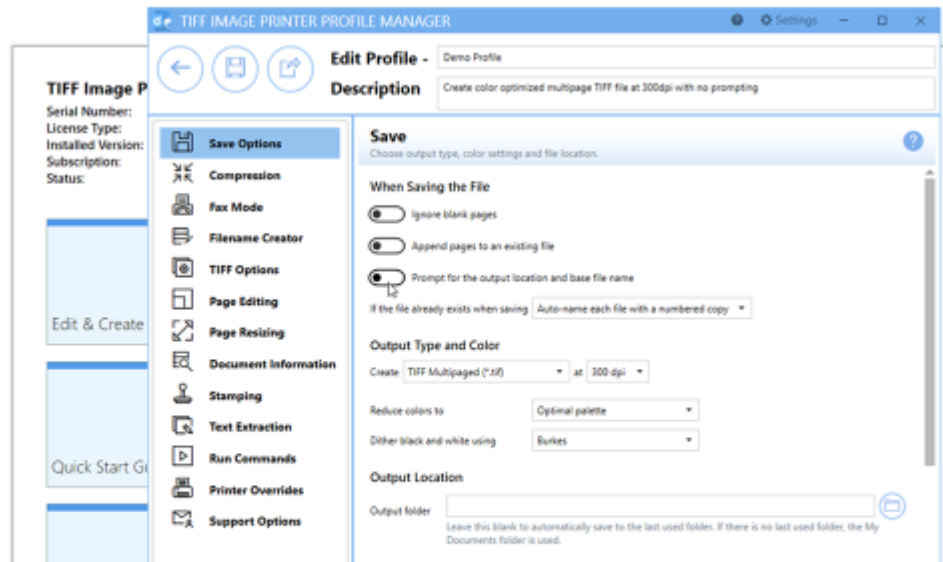 TIFF IMAGE PRINTER PROFILE MANAGER
Settings
Edit Profile - Demo Profile
Description Create color optimized multipage TIFF file at 300dpi with no prompting
TIFF Image P
Serial Number:
License Type:
Installed Version:
Subscription:
Status:
Edit & Create
Quick Start Gu
Save Options
Compression
Fax Mode
Filename Creator
TIFF Options
Page Editing
Page Resizing
Document Information
Stamping
Text Extraction
Run Commands
Printer Overrides
Support Options
Save
Choose output type, color settings and file location.
When Saving the File
Ignore blank pages
Append pages to an existing file
Prompt for the output location and base file name
If the file already exists when saving Auto-name each file with a numbered copy
Output Type and Color
Create TIFF Multipaged (*.tif) at 300 dpi
Reduce colors to Optimal palette
Dither black and white using Burkes
Output Location
Output folder
Leave this blank to automatically save to the last used folder. If there is no last used folder, the My
Documents folder is used.